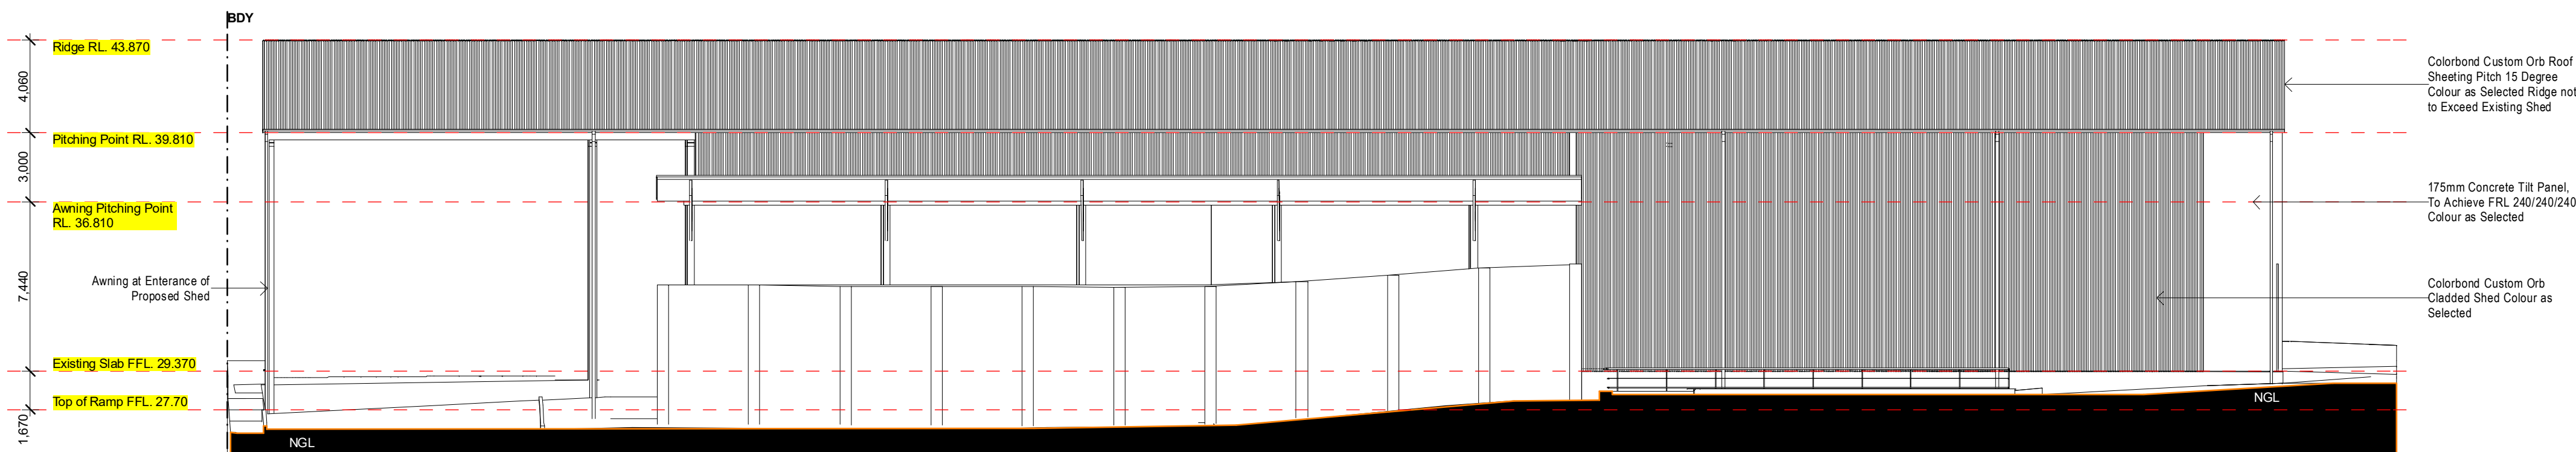 BDY
Ridge RL. 43.870
4,060
Pitching Point RL. 39.810
3,000
Awning Pitching Point
RL. 36.810
7,440
Awning at Enterance of
Proposed Shed
Existing Slab FFL. 29.370
Top of Ramp FFL. 27.70
1,670
NGL
Colorbond Custom Orb Roof
Sheeting Pitch 15 Degree
Colour as Selected Ridge not
to Exceed Existing Shed
175mm Concrete Tilt Panel,
To Achieve FRL 240/240/240
Colour as Selected
Colorbond Custom Orb
Cladded Shed Colour as
Selected
NGL